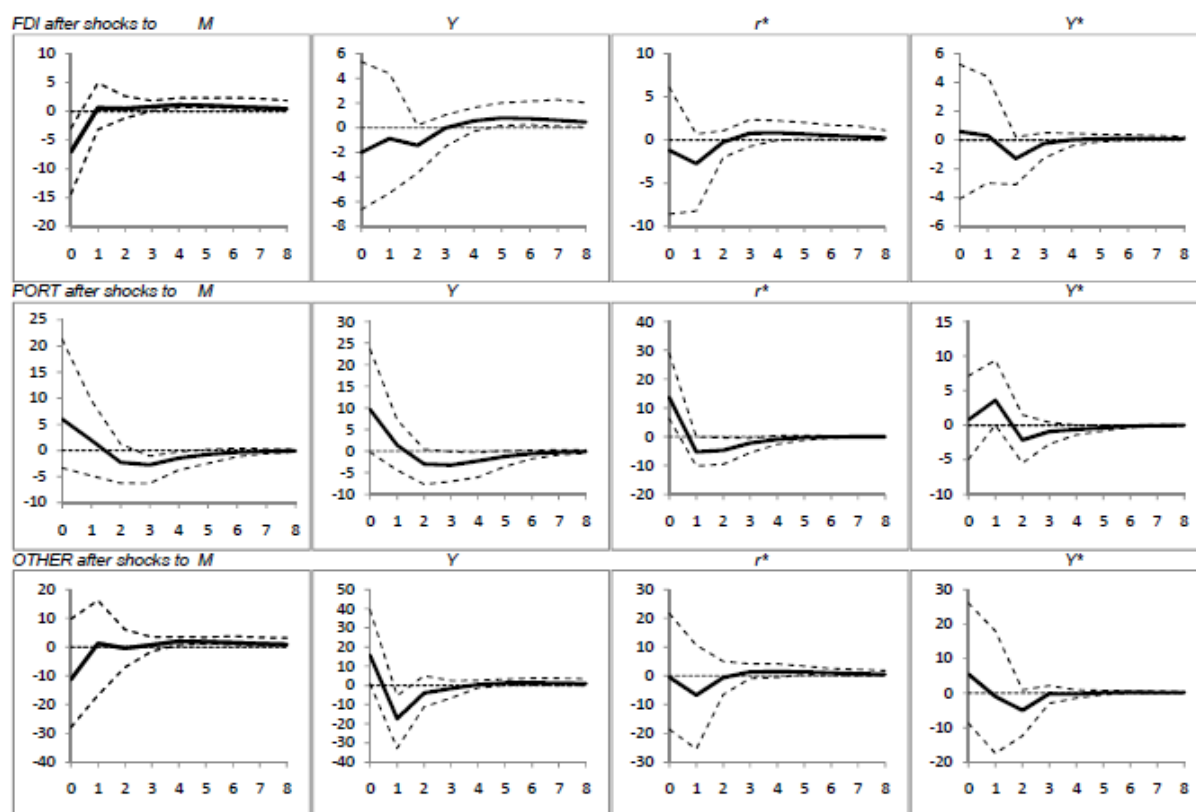 FDI after shocks to M Y r* Y*
10 6 10 6
5 4 5 4
0 2 0 2
-5 0 -5 0
-10 -2 -10 -2
-15 -4 -4
-20 -6 -6
-8
0 1 2 3 4 5 6 7 8 0 1 2 3 4 5 6 7 8 0 1 2 3 4 5 6 7 8 0 1 2 3 4 5 6 7 8
PORT after shocks to M Y r* Y*
25 30 40 15
20 25 30 10
15 20 20 5
10 15 10 0
5 10 0 -5
0 5 -10 -10
-5 0 -20
-10 -5
-10
0 1 2 3 4 5 6 7 8 0 1 2 3 4 5 6 7 8 0 1 2 3 4 5 6 7 8 0 1 2 3 4 5 6 7 8
OTHER after shocks to M Y r* Y*
20 50 30 30
10 40 20 20
0 30 10 10
-10 20 0 0
-20 10 -10 -10
-30 0 -20 -20
-40 -10 -30
-20
-30
-40
0 1 2 3 4 5 6 7 8 0 1 2 3 4 5 6 7 8 0 1 2 3 4 5 6 7 8 0 1 2 3 4 5 6 7 8